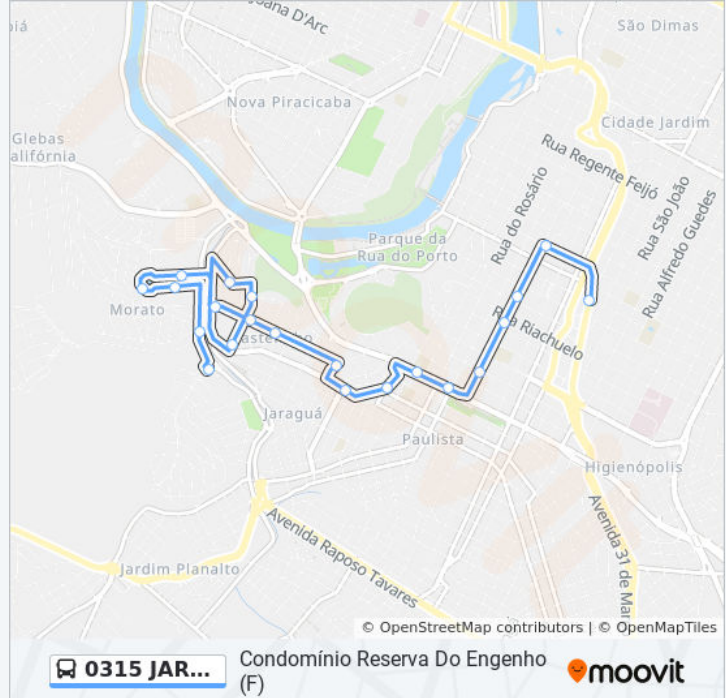 Joana D'Arc
São Dimas
Nova Piracicaba
Cidade Jardim
Glebas
alifórnia
Rua Regente Feijó
Rua do Rosário
Rua São João
Rua Alfredo Guedes
Parque da
Rua do Porto
Morato
Rua Riachuelo
Jaraguá
Paulista
Higienópolis
Avenida 31 de Mar
Avenida Raposo Tavares
Jardim Planalto
© OpenStreetMap contributors | © OpenMapTiles
0315 JAR...
Condomínio Reserva Do Engenho
(F)
moovit